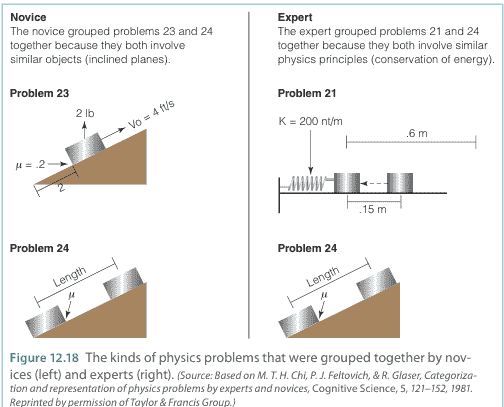 Novice
The novice grouped problems 23 and 24
together because they both involve
similar objects (inclined planes).
Problem 23
2 lb
Vo = 4 ft/s
μ = .2
2
Problem 24
Length
μ
Expert
The expert grouped problems 21 and 24
together because they both involve similar
physics principles (conservation of energy).
Problem 21
K = 200 nt/m
.6 m
.15 m
Problem 24
Length
μ
Figure 12.18 The kinds of physics problems that were grouped together by nov-
ices (left) and experts (right). (Source: Based on M. T. H. Chi, P. J. Feltovich, & R. Glaser, Categoriza-
tion and representation of physics problems by experts and novices, Cognitive Science, 5, 121–152, 1981.
Reprinted by permission of Taylor & Francis Group.)